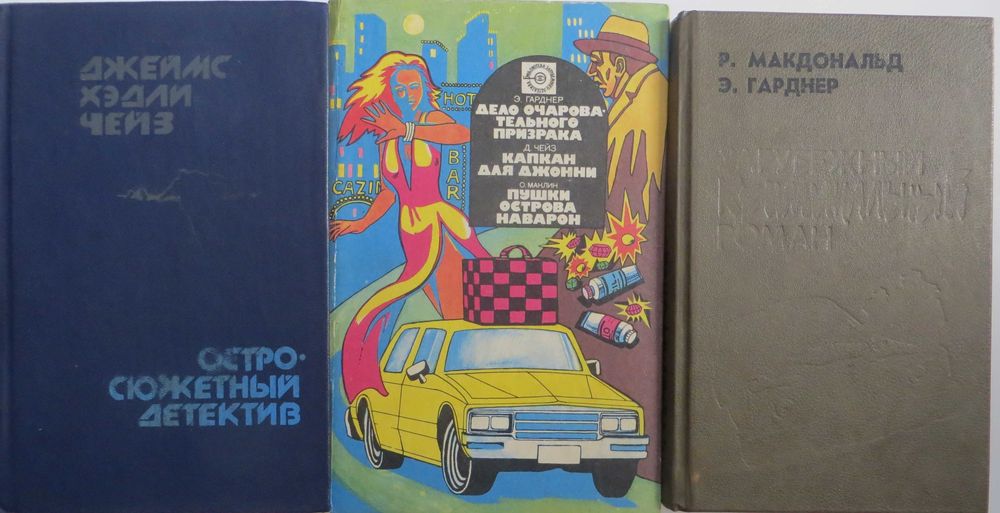 ДЖЕЙМС
ХЭДЛИ
ЧЕЙЗ
ОСТРО-
СЮЖЕТНЫЙ
ДЕТЕКТИВ
HOT
BAR
CAZIN
Э. ГАРДНЕР
ДЕЛО ОЧАРОВА-
ТЕЛЬНОГО
ПРИЗРАКА
Д. ЧЕЙЗ
КАПКАН
ДЛЯ ДЖОННИ
О. МАКЛИН
ПУШКИ
ОСТРОВА
НАВАРОН
Р. МАКДОНАЛЬД
Э. ГАРДНЕР
РОМАН